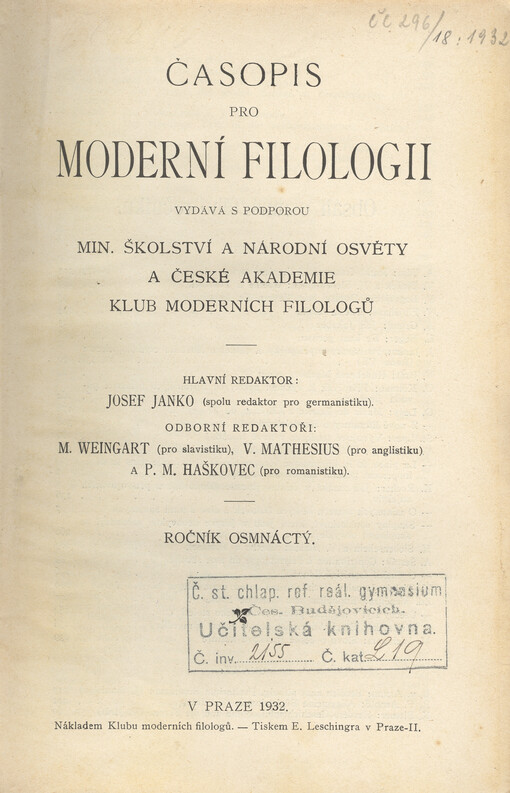 čč 296/18:1932
ČASOPIS
PRO
MODERNÍ FILOLOGII
VYDÁVÁ S PODPOROU
MIN. ŠKOLSTVÍ A NÁRODNÍ OSVĚTY
A ČESKÉ AKADEMIE
KLUB MODERNÍCH FILOLOGŮ
HLAVNÍ REDAKTOR:
JOSEF JANKO (spolu redaktor pro germanistiku).
ODBORNÍ REDAKTOŘI:
M. WEINGART (pro slavistiku), V. MATHESIUS (pro anglistiku)
A P. M. HAŠKOVEC (pro romanistiku).
ROČNÍK OSMNÁCTÝ.
Č. st. chlap. ref. reál. gymnasium
Čes. Budějovicích.
Učitelská knihovna.
Č. inv. 2155 Č. kat. L19
V PRAZE 1932.
Nákladem Klubu moderních filologů. — Tiskem E. Leschingra v Praze-II.